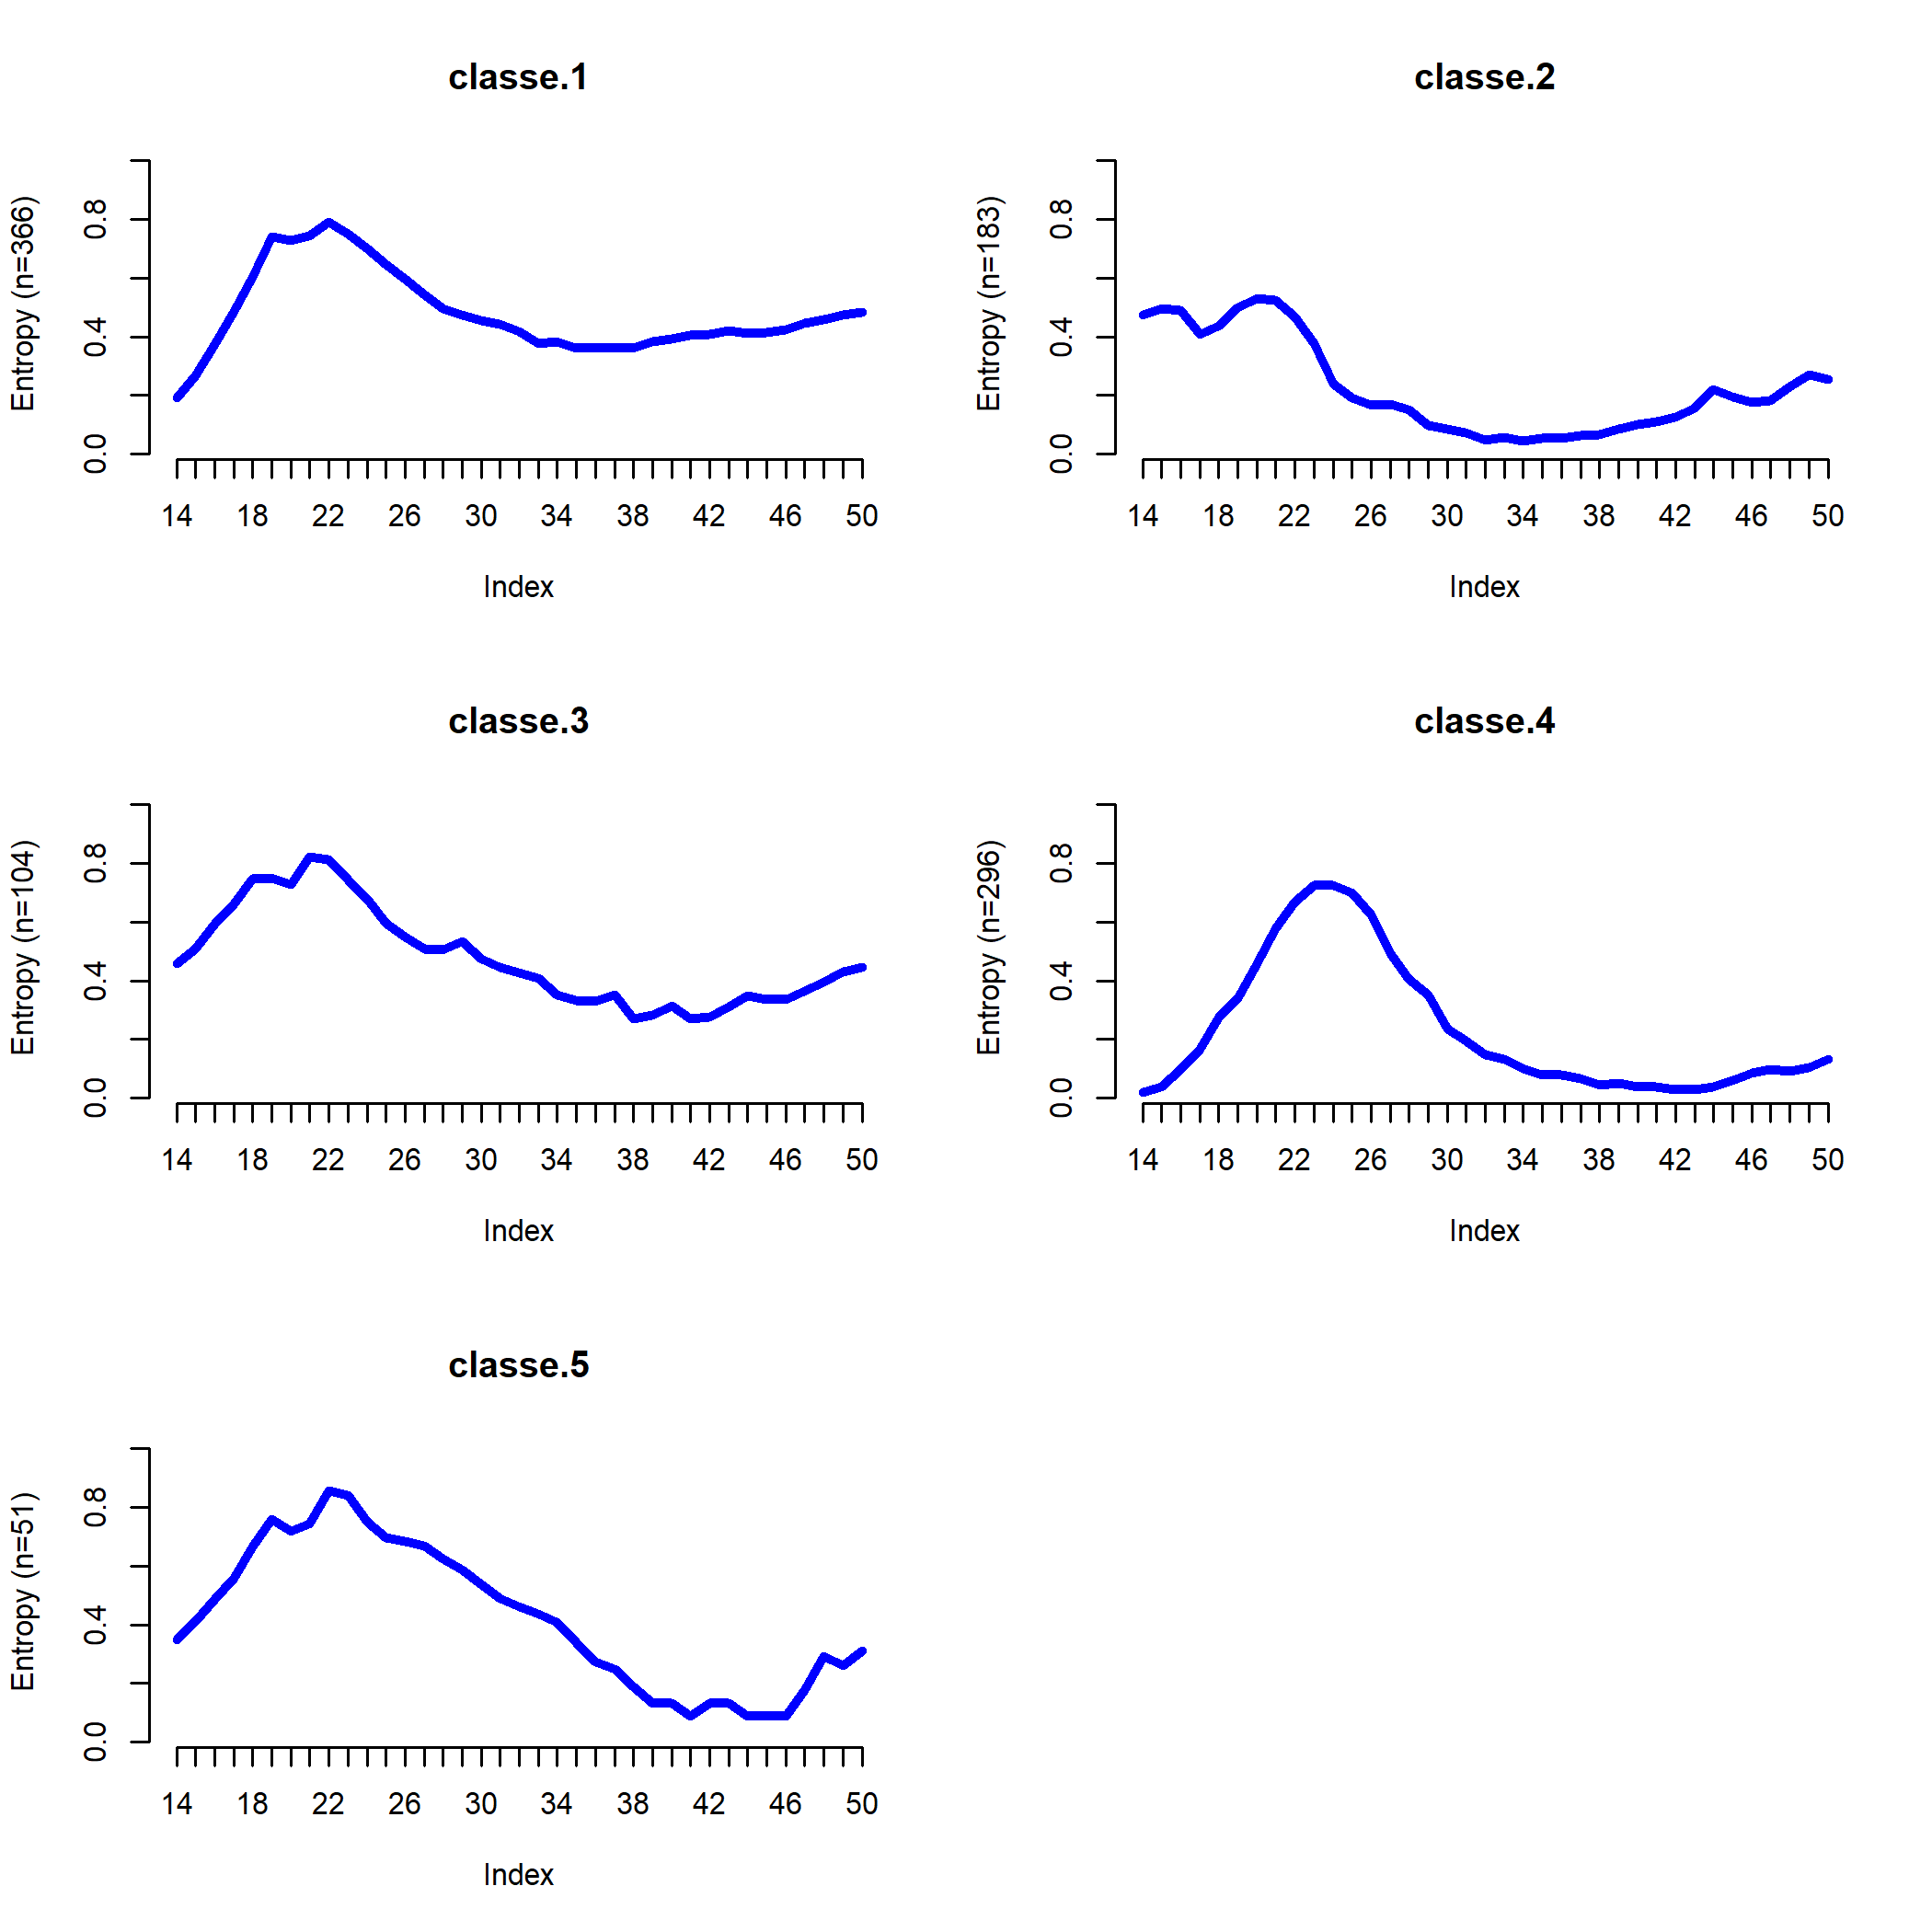 classe.1
Entropy (n=366)
0.0 0.4 0.8
14 18 22 26 30 34 38 42 46 50
Index
classe.2
Entropy (n=183)
0.0 0.4 0.8
14 18 22 26 30 34 38 42 46 50
Index
classe.3
Entropy (n=104)
0.0 0.4 0.8
14 18 22 26 30 34 38 42 46 50
Index
classe.4
Entropy (n=296)
0.0 0.4 0.8
14 18 22 26 30 34 38 42 46 50
Index
classe.5
Entropy (n=51)
0.0 0.4 0.8
14 18 22 26 30 34 38 42 46 50
Index